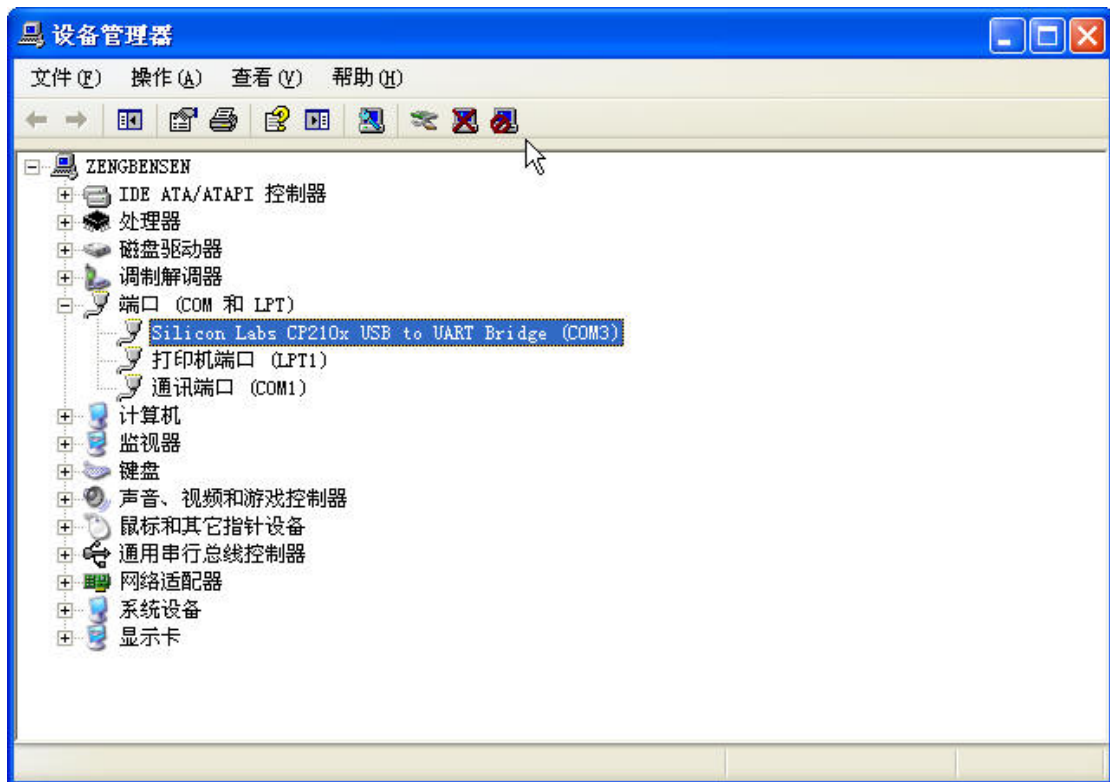 设备管理器
文件(F) 操作(A) 查看(V) 帮助(H)
ZENGBENSEN
IDE ATA/ATAPI 控制器
处理器
磁盘驱动器
调制解调器
端口 (COM 和 LPT)
Silicon Labs CP210x USB to UART Bridge (COM3)
打印机端口 (LPT1)
通讯端口 (COM1)
计算机
监视器
键盘
声音、视频和游戏控制器
鼠标和其它指针设备
通用串行总线控制器
网络适配器
系统设备
显示卡